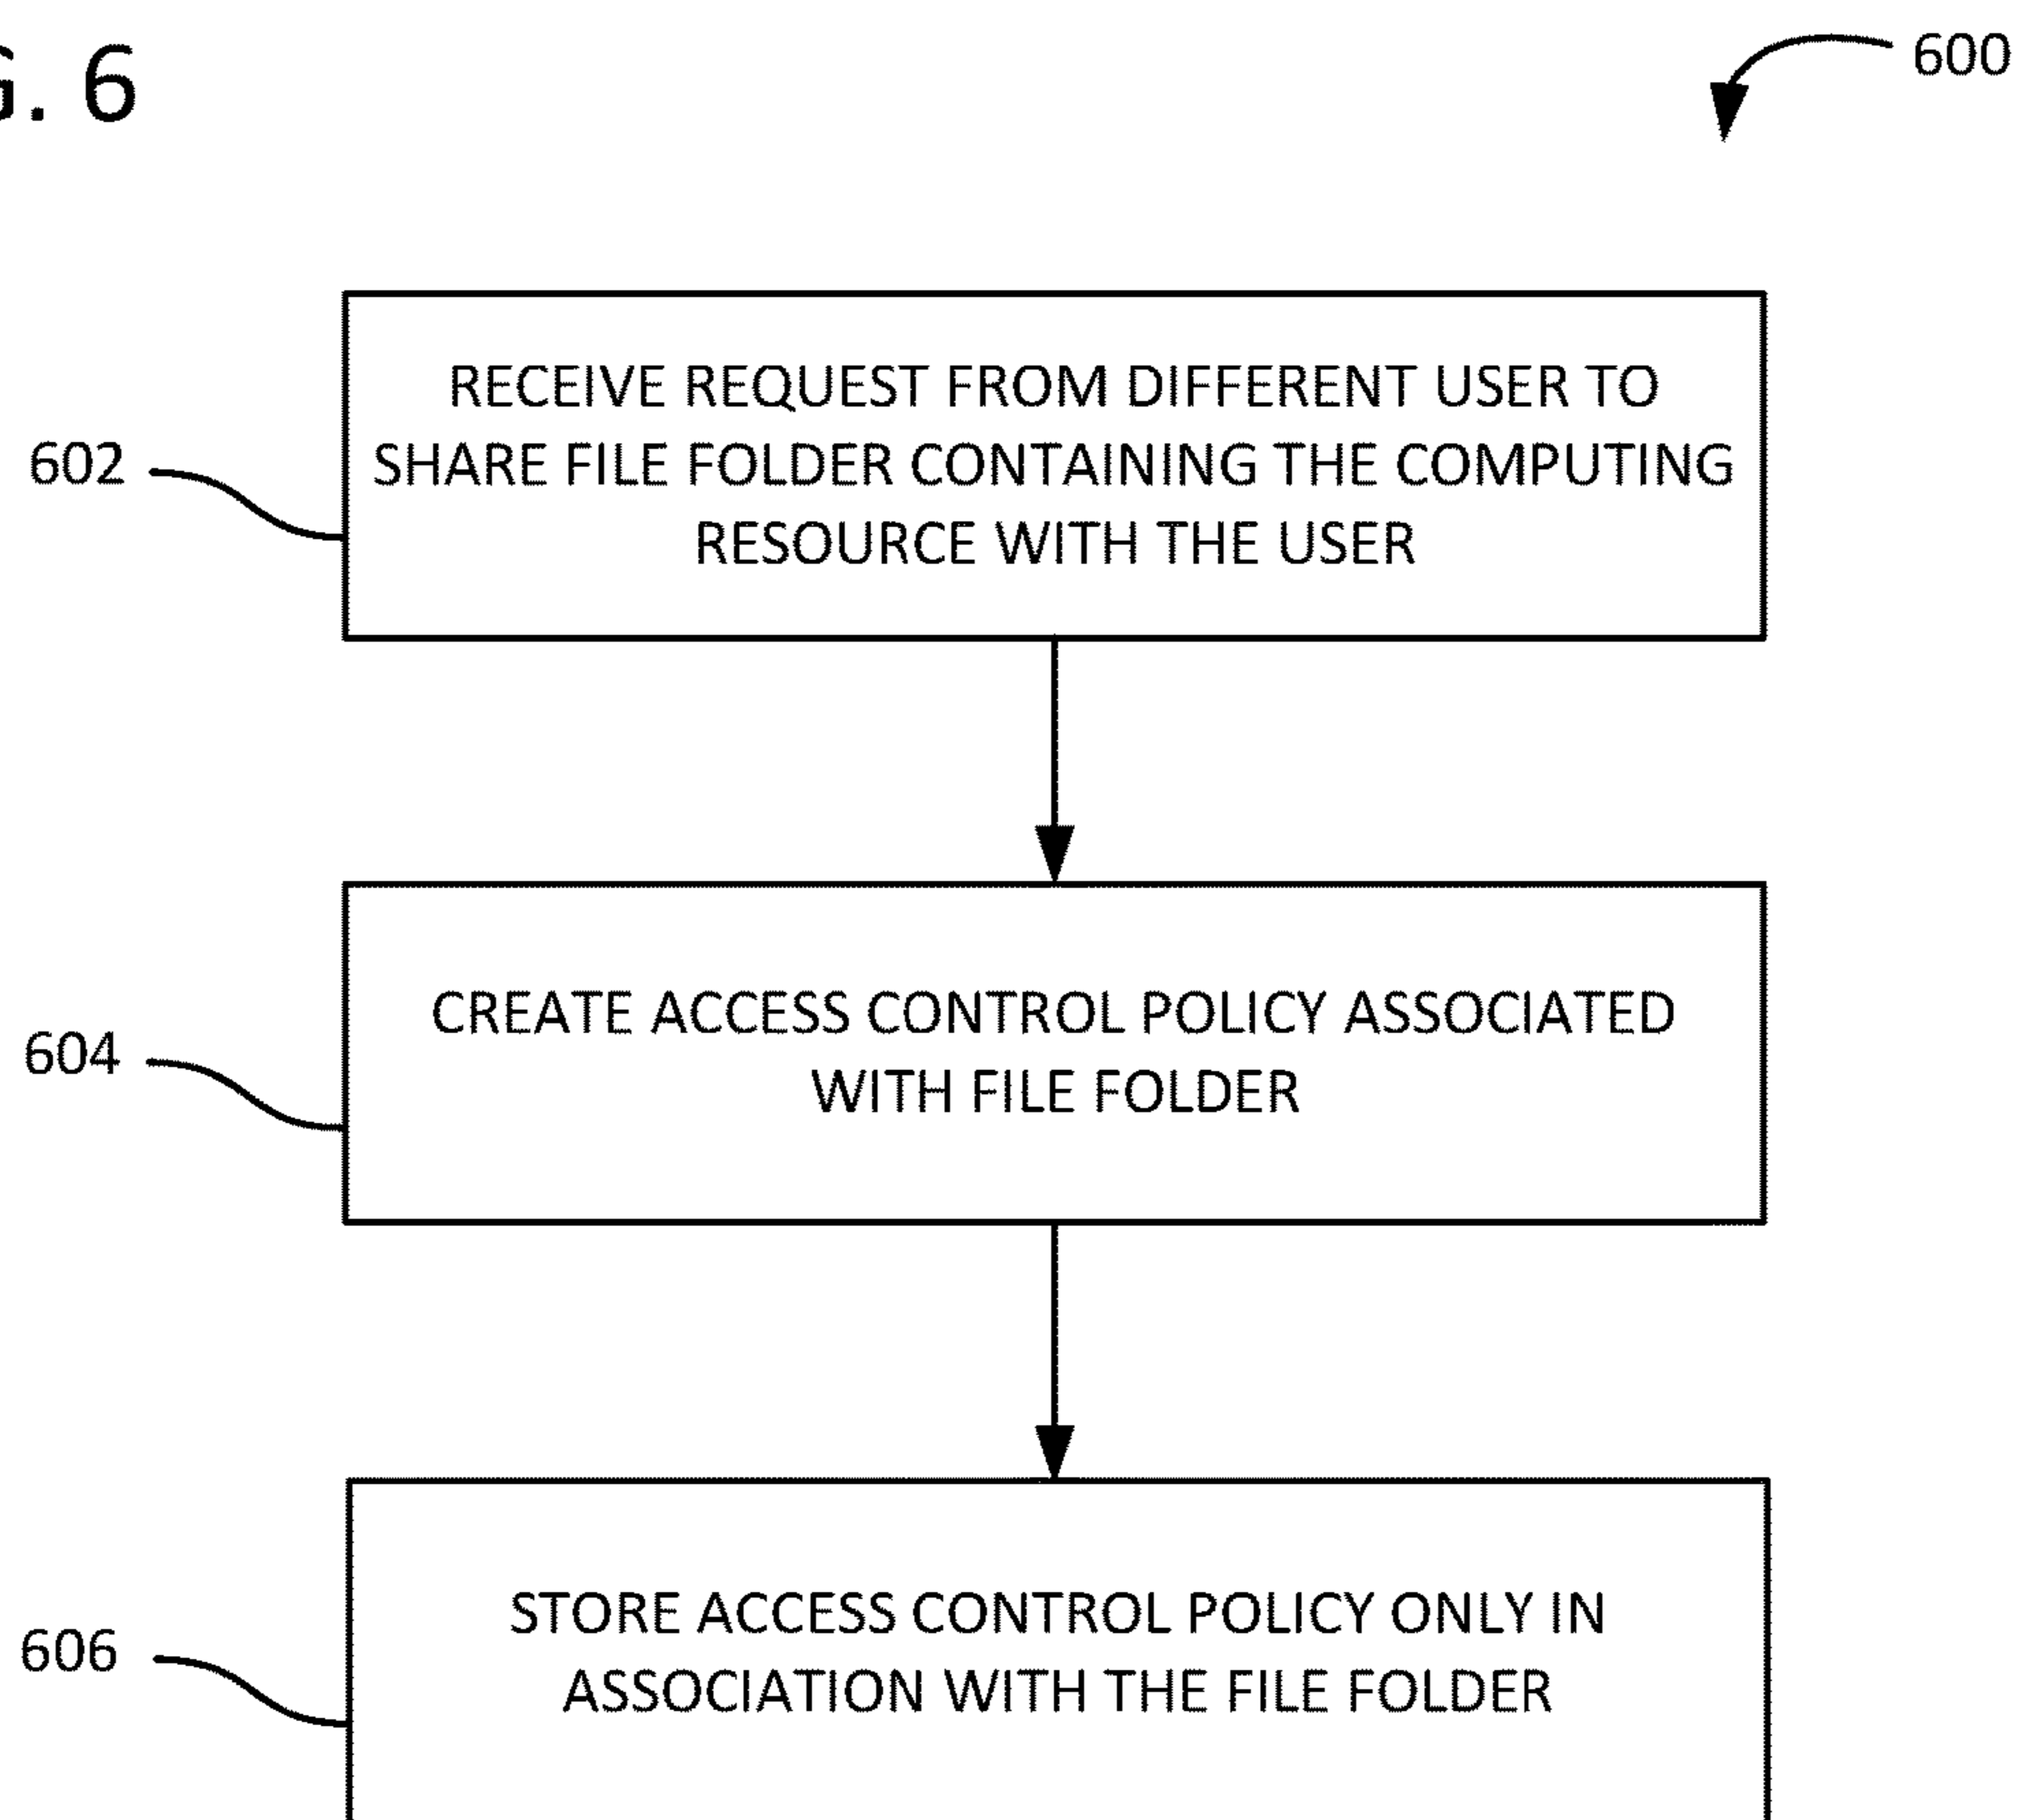 G. 6
600
RECEIVE REQUEST FROM DIFFERENT USER TO
SHARE FILE FOLDER CONTAINING THE COMPUTING
RESOURCE WITH THE USER
602
CREATE ACCESS CONTROL POLICY ASSOCIATED
WITH FILE FOLDER
604
STORE ACCESS CONTROL POLICY ONLY IN
ASSOCIATION WITH THE FILE FOLDER
606